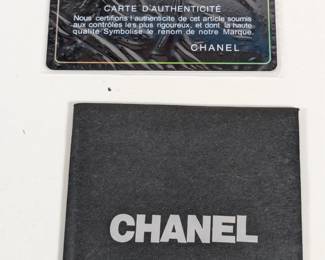 CARTE D'AUTHENTICITÉ
Nous certifions l'authenticité de cet article soumis
aux contrôles les plus rigoureux, et dont la haute
qualité Symbolise le renom de notre Marque.
CHANEL
CHANEL